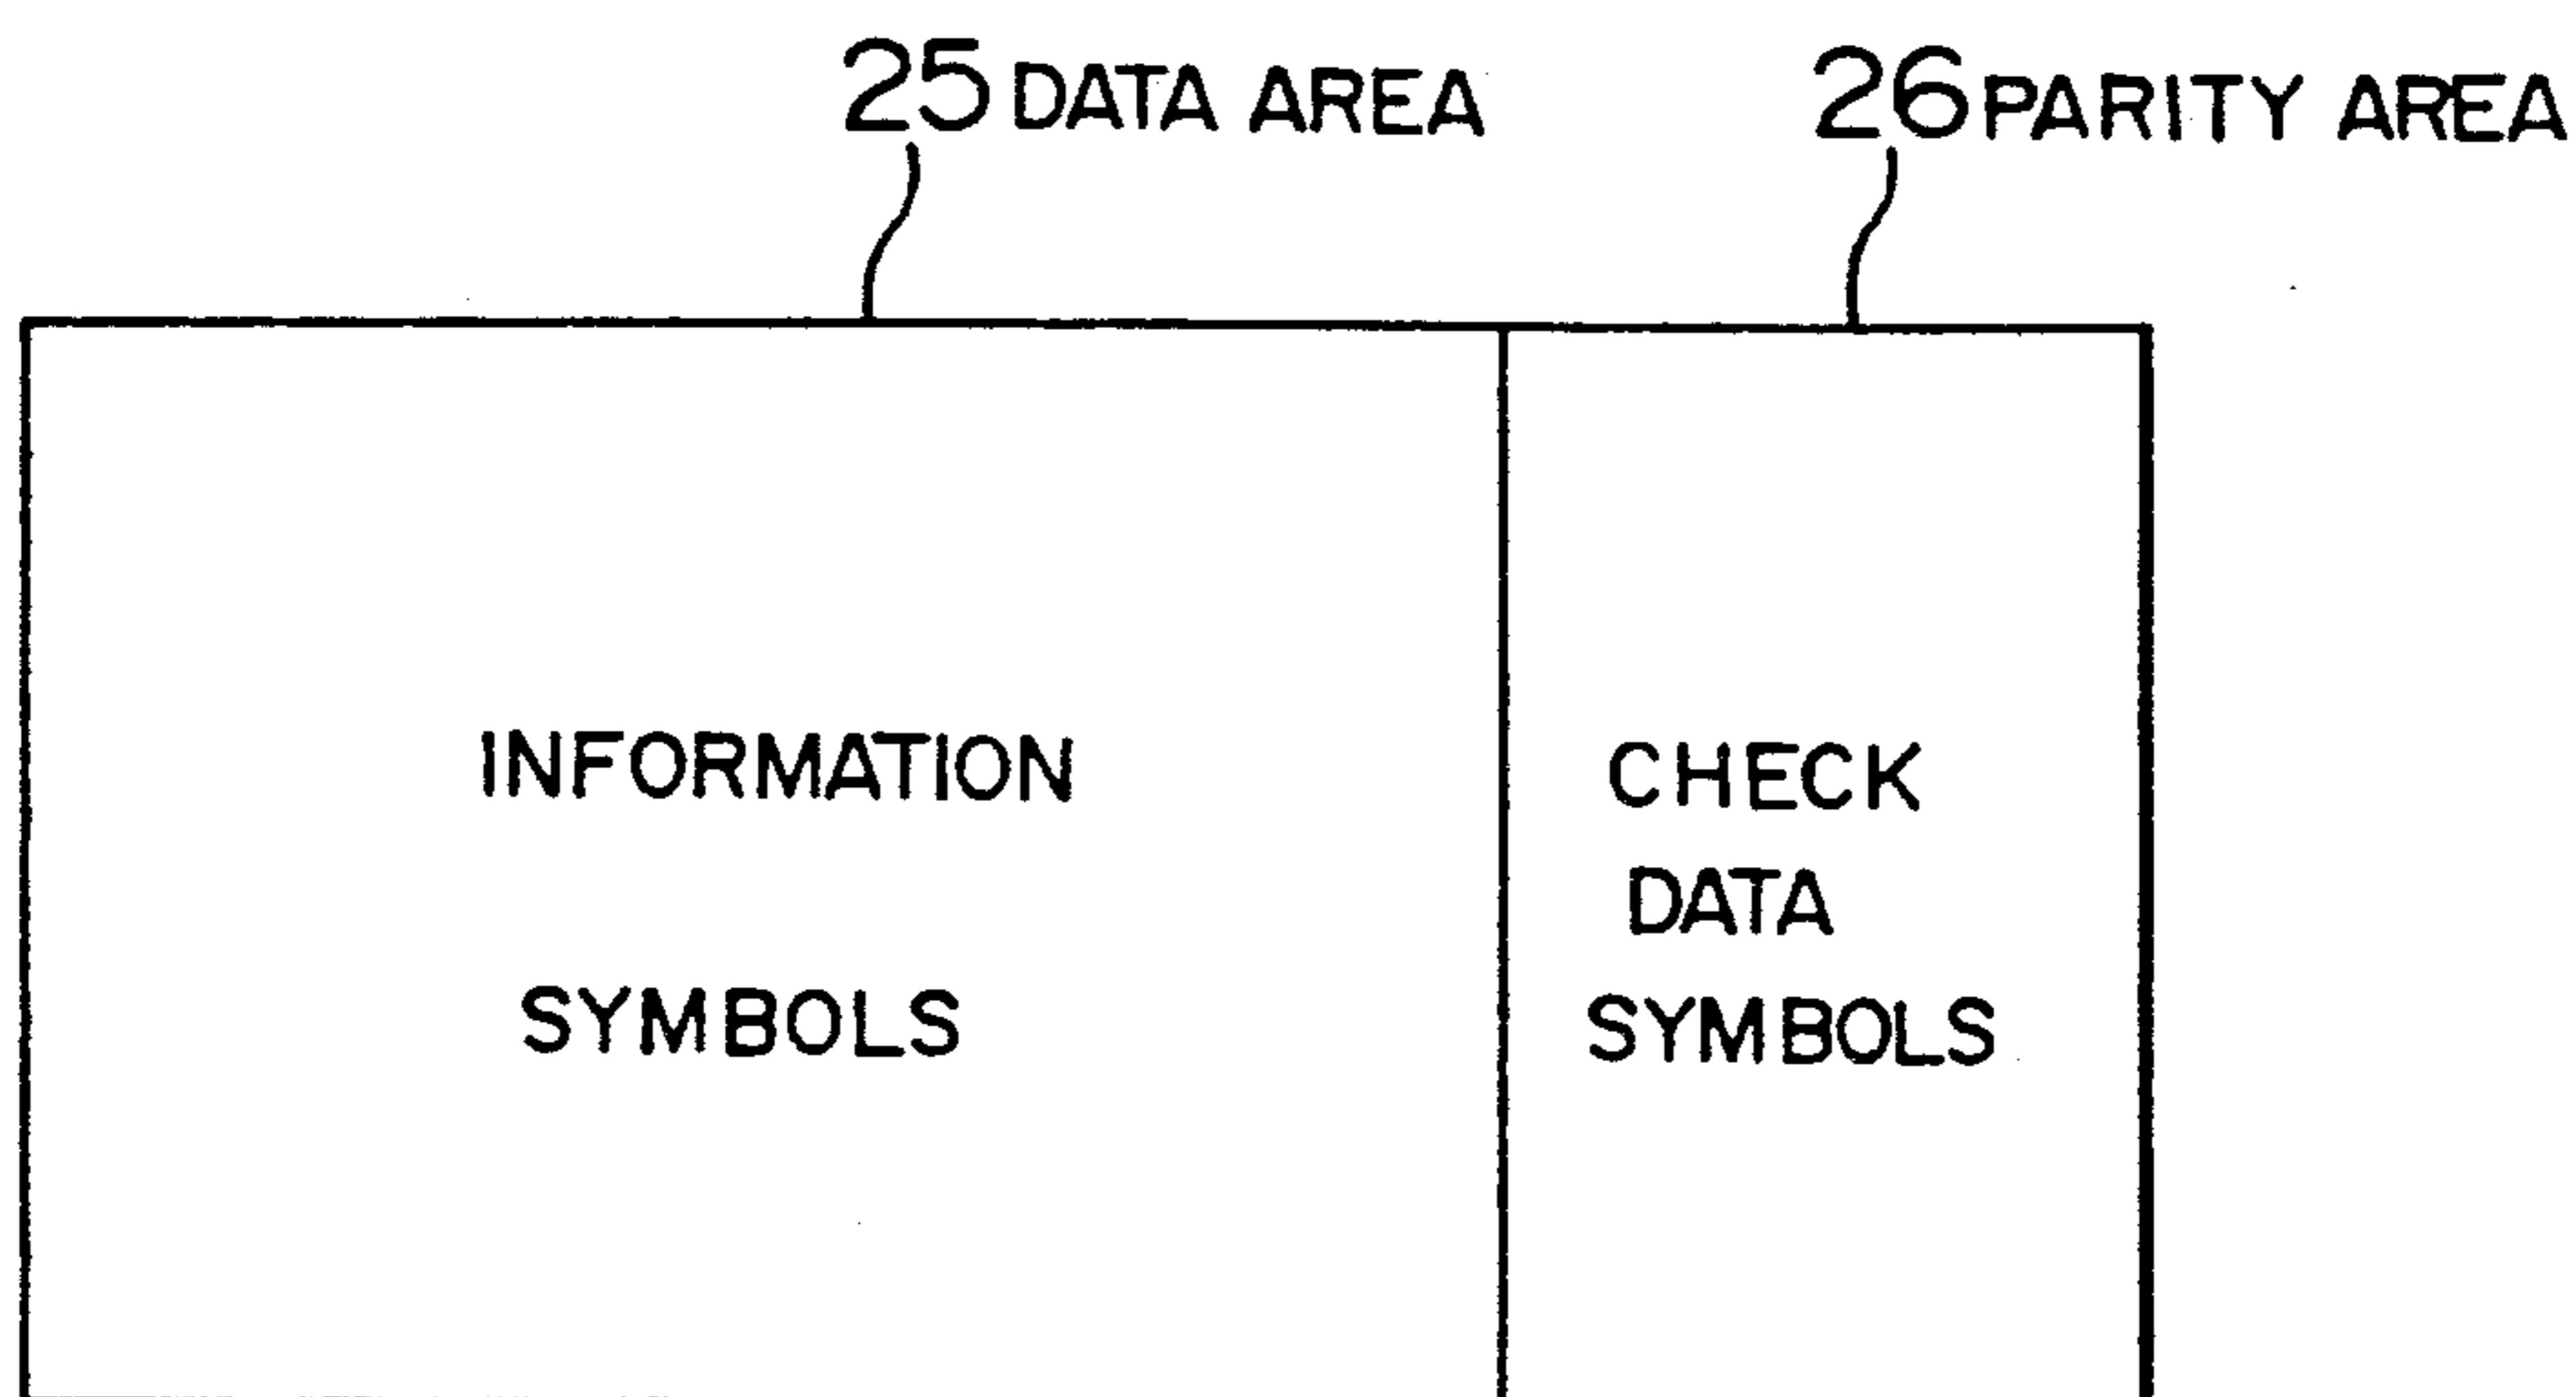 25 DATA AREA
26 PARITY AREA
INFORMATION
SYMBOLS
CHECK
DATA
SYMBOLS